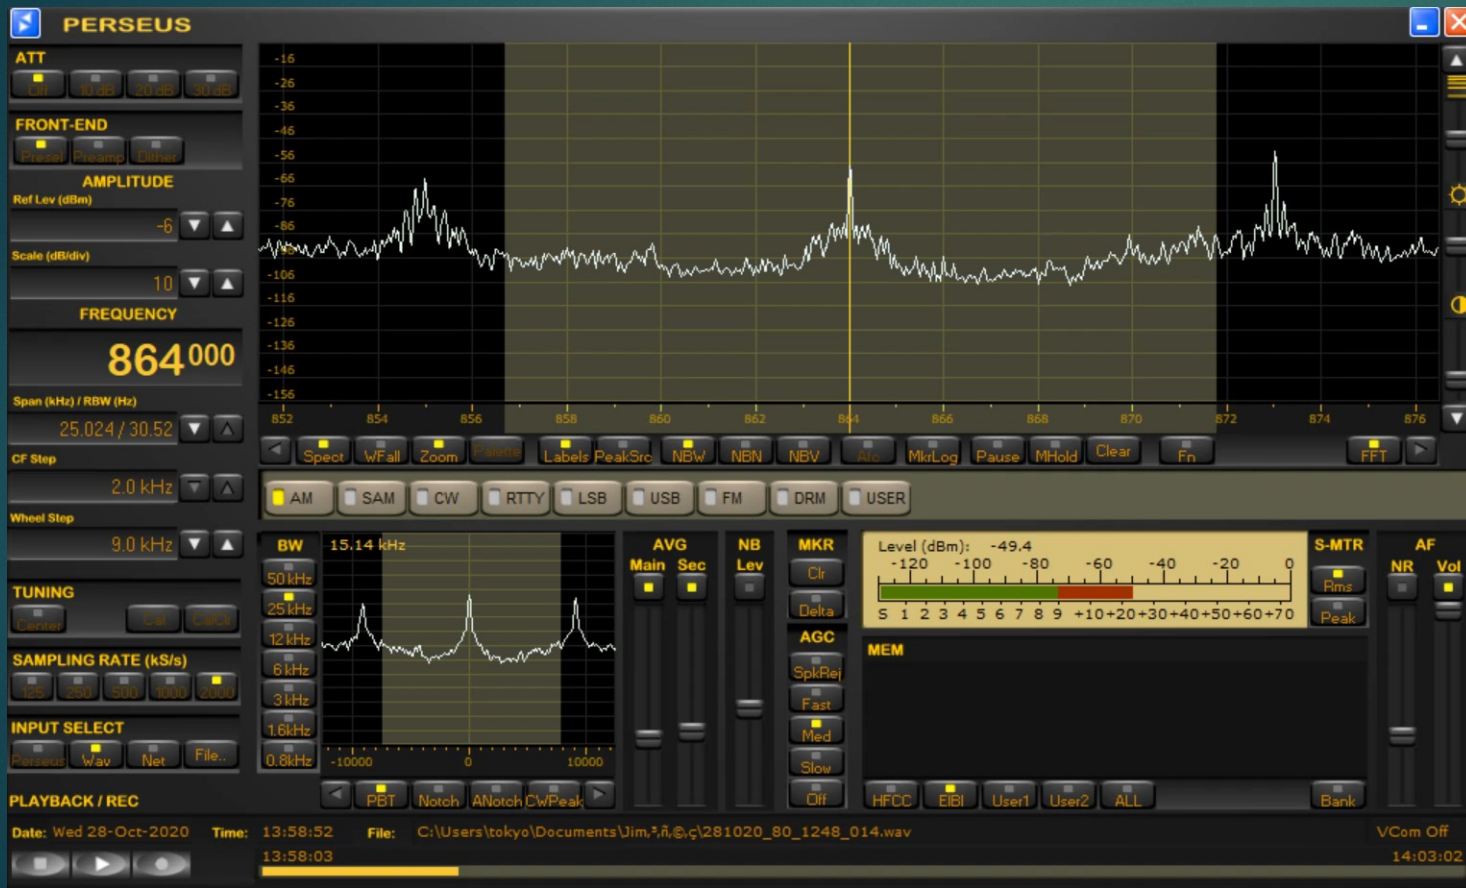 PERSEUS
ATT
Off 10 dB 20 dB 30 dB
FRONT-END
Presel Preamp Dither
AMPLITUDE
Ref Lev (dBm)
-6
Scale (dB/div)
10
FREQUENCY
864 000
Span (kHz) / RBW (Hz)
25.024 / 30.52
CF Step
2.0 kHz
Wheel Step
9.0 kHz
TUNING
Center Cal CalClr
SAMPLING RATE (kS/s)
125 250 500 1000 2000
INPUT SELECT
Perseus Wav Net File..
PLAYBACK / REC
-16
-26
-36
-46
-56
-66
-76
-86
-96
-106
-116
-126
-136
-146
-156
852 854 856 858 860 862 864 866 868 870 872 874 876
Spect WFall Zoom Palette Labels PeakSrc NBW NBN NBV Afc MkrLog Pause MHold Clear Fn FFT
AM SAM CW RTTY LSB USB FM DRM USER
BW
50 kHz
25 kHz
12 kHz
6 kHz
3 kHz
1.6kHz
0.8kHz
15.14 kHz
-10000 0 10000
PBT Notch ANotch CWPeak
AVG
Main Sec
NB
Lev
MKR
Clr
Delta
AGC
SpkRej
Fast
Med
Slow
Off
Level (dBm): -49.4
-120 -100 -80 -60 -40 -20 0
S 1 2 3 4 5 6 7 8 9 +10+20+30+40+50+60+70
S-MTR
Rms
Peak
AF
NR Vol
MEM
HFCC EIBI User1 User2 ALL Bank
Date: Wed 28-Oct-2020 Time: 13:58:52 File: C:\Users\tokyo\Documents\Jim,³,ñ,©,ç\281020_80_1248_014.wav VCom Off
13:58:03 14:03:02